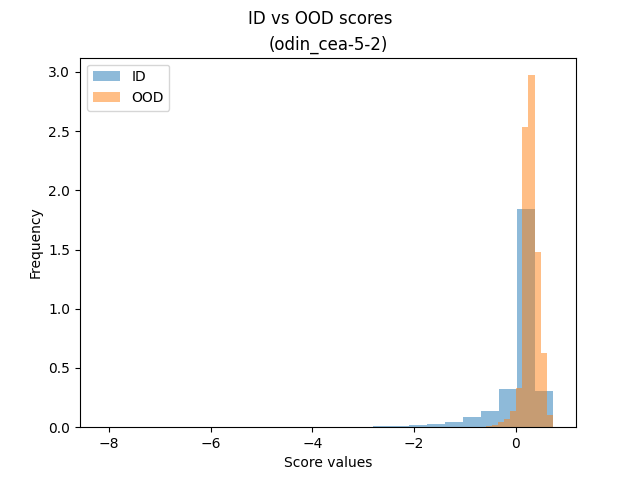 ID vs OOD scores
(odin_cea-5-2)
ID
OOD
3.0
2.5
2.0
1.5
1.0
0.5
0.0
Frequency
−8
−6
−4
−2
0
Score values